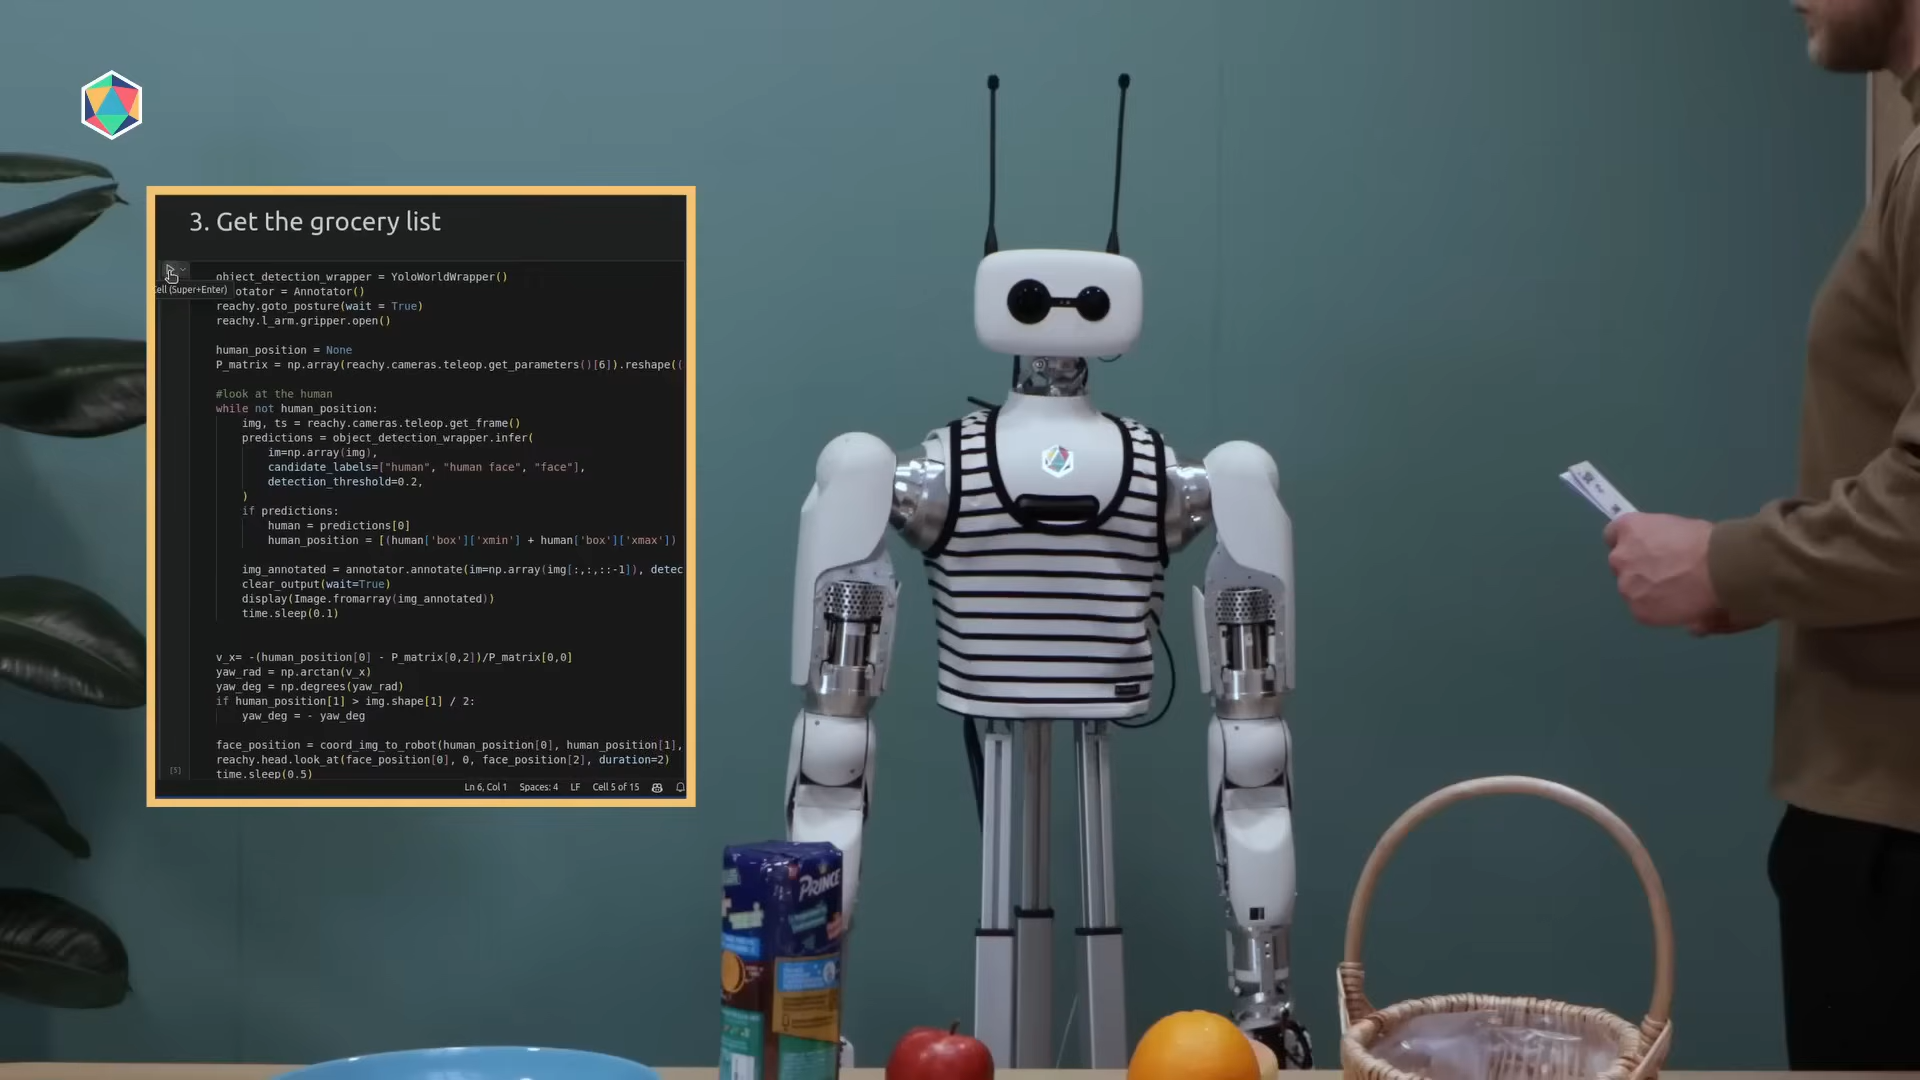 3. Get the grocery list
object_detection_wrapper = YoloWorldWrapper()
otator = Annotator()
ell (Super+Enter)
reachy.goto_posture(wait = True)
reachy.l_arm.gripper.open()
human_position = None
P_matrix = np.array(reachy.cameras.teleop.get_parameters()[6]).reshape((
#look at the human
while not human_position:
img, ts = reachy.cameras.teleop.get_frame()
predictions = object_detection_wrapper.infer(
im=np.array(img),
candidate_labels=["human", "human face", "face"],
detection_threshold=0.2,
)
if predictions:
human = predictions[0]
human_position = [(human['box']['xmin'] + human['box']['xmax'])
img_annotated = annotator.annotate(im=np.array(img[:,:,::-1]), detec
clear_output(wait=True)
display(Image.fromarray(img_annotated))
time.sleep(0.1)
v_x= -(human_position[0] - P_matrix[0,2])/P_matrix[0,0]
yaw_rad = np.arctan(v_x)
yaw_deg = np.degrees(yaw_rad)
if human_position[1] > img.shape[1] / 2:
yaw_deg = - yaw_deg
face_position = coord_img_to_robot(human_position[0], human_position[1],
reachy.head.look_at(face_position[0], 0, face_position[2], duration=2)
time.sleep(0.5)
[5]
Ln 6, Col 1 Spaces: 4 LF Cell 5 of 15
PRINCE